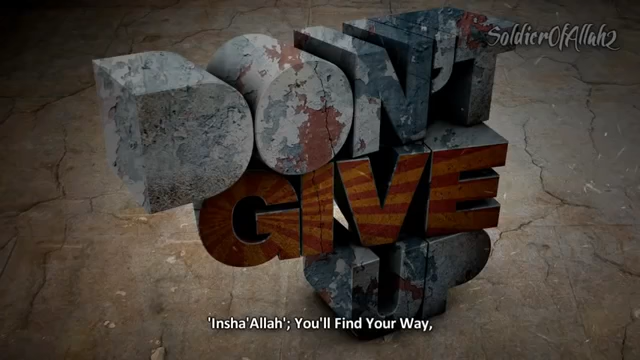 SoldierOfAllah2
DON'T
GIVE
UP
'Insha'Allah'; You'll Find Your Way,